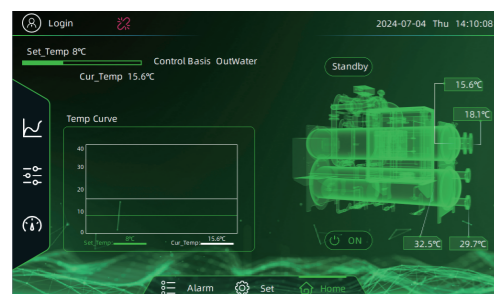 Login
2024-07-04 Thu 14:10:08
Set_Temp 8℃
Control Basis OutWater
Cur_Temp 15.6℃
Standby
15.6℃
18.1℃
Temp Curve
40
30
20
10
0
Set_Temp 8℃
Cur_Temp: 15.6℃
ON
32.5℃
29.7℃
Alarm
Set
Home